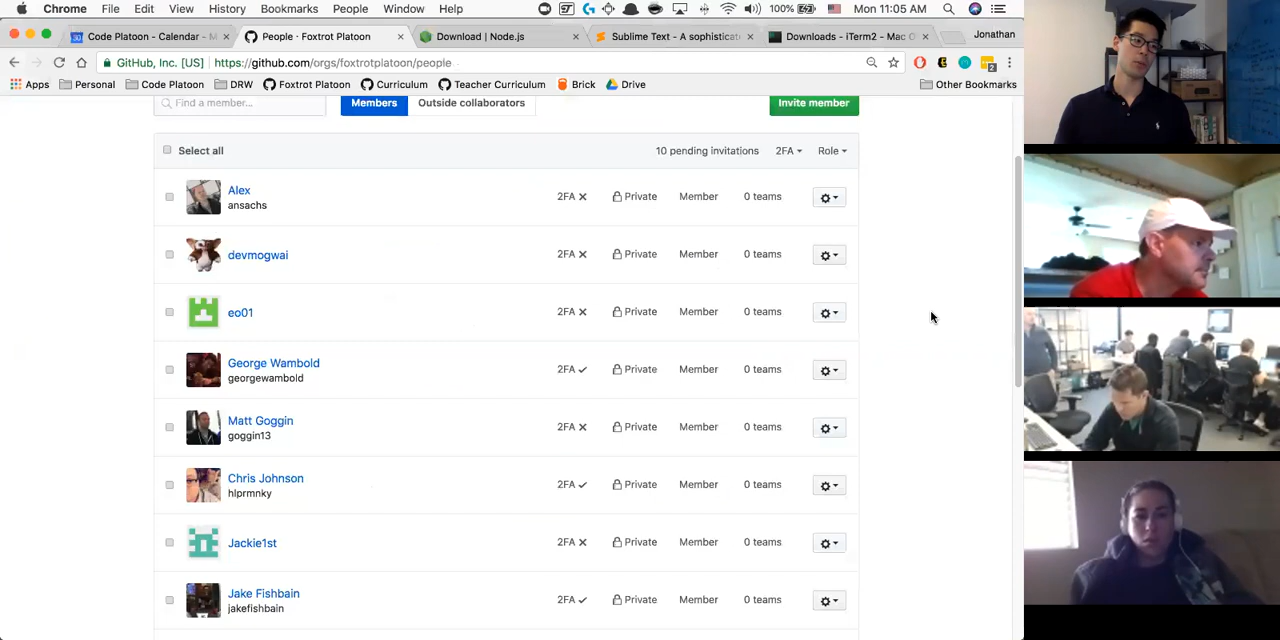 Chrome File Edit View History Bookmarks People Window Help 100% Mon 11:05 AM
Code Platoon - Calendar - M People · Foxtrot Platoon Download | Node.js Sublime Text - A sophisticate Downloads - iTerm2 - Mac O Jonathan
GitHub, Inc. [US] https://github.com/orgs/foxtrotplatoon/people
Apps Personal Code Platoon DRW Foxtrot Platoon Curriculum Teacher Curriculum Brick Drive Other Bookmarks
Find a member... Members Outside collaborators Invite member
Select all 10 pending invitations 2FA Role
Alex
ansachs
2FA Private Member 0 teams
devmogwai 2FA Private Member 0 teams
eo01 2FA Private Member 0 teams
George Wambold
georgewambold
2FA Private Member 0 teams
Matt Goggin
goggin13
2FA Private Member 0 teams
Chris Johnson
hlprmnky
2FA Private Member 0 teams
Jackie1st 2FA Private Member 0 teams
Jake Fishbain
jakefishbain
2FA Private Member 0 teams